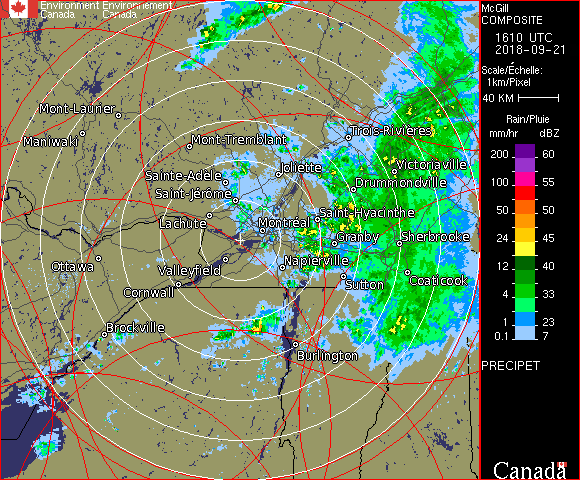 Environment Environnement
Canada Canada
McGill
COMPOSITE
1610 UTC
2018-09-21
Scale/Échelle:
1km/Pixel
40 KM
Rain/Pluie
mm/hr dBZ
200 60
100 55
50 50
24 45
12 40
4 33
1 23
0.1 7
PRECIPET
Mont-Laurier
Maniwaki
Mont-Tremblant
Trois-Rivières
Joliette
Victoriaville
Sainte-Adèle
Drummondville
Saint-Jérôme
Saint-Hyacinthe
Lachute
Montréal
Granby
Sherbrooke
Ottawa
Valleyfield
Napierville
Coaticook
Sutton
Cornwall
Brockville
Burlington
Canada